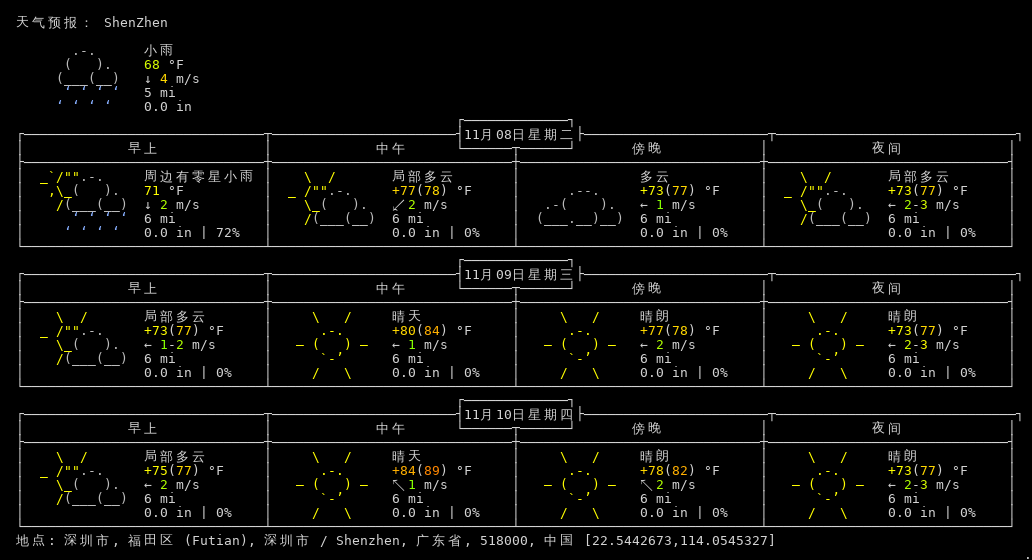 天气预报： ShenZhen
小雨
68 °F
↓ 4 m/s
5 mi
0.0 in
11月08日星期二
早上 中午 傍晚 夜间
周边有零星小雨 局部多云 多云 局部多云
71 °F +77(78) °F +73(77) °F +73(77) °F
↓ 2 m/s ↙ 2 m/s ← 1 m/s ← 2-3 m/s
6 mi 6 mi 6 mi 6 mi
0.0 in | 72% 0.0 in | 0% 0.0 in | 0% 0.0 in | 0%
11月09日星期三
早上 中午 傍晚 夜间
局部多云 晴天 晴朗 晴朗
+73(77) °F +80(84) °F +77(78) °F +73(77) °F
← 1-2 m/s ← 1 m/s ← 2 m/s ← 2-3 m/s
6 mi 6 mi 6 mi 6 mi
0.0 in | 0% 0.0 in | 0% 0.0 in | 0% 0.0 in | 0%
11月10日星期四
早上 中午 傍晚 夜间
局部多云 晴天 晴朗 晴朗
+75(77) °F +84(89) °F +78(82) °F +73(77) °F
← 2 m/s ↖ 1 m/s ↖ 2 m/s ← 2-3 m/s
6 mi 6 mi 6 mi 6 mi
0.0 in | 0% 0.0 in | 0% 0.0 in | 0% 0.0 in | 0%
地点: 深圳市, 福田区 (Futian), 深圳市 / Shenzhen, 广东省, 518000, 中国 [22.5442673,114.0545327]